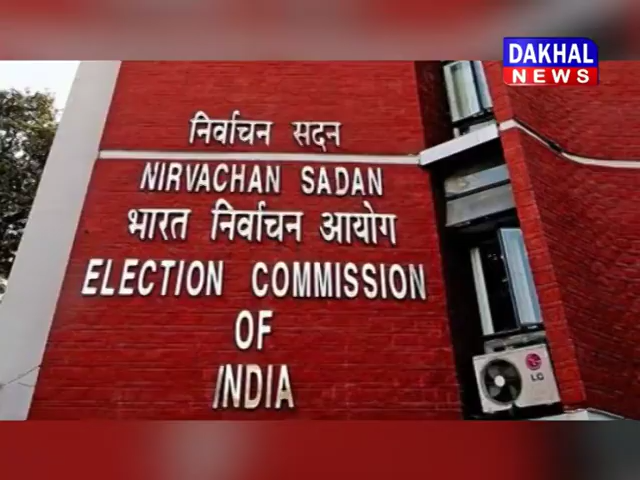 DAKHAL
NEWS
निर्वाचन सदन
NIRVACHAN SADAN
भारत निर्वाचन आयोग
ELECTION COMMISSION
OF
INDIA
LG